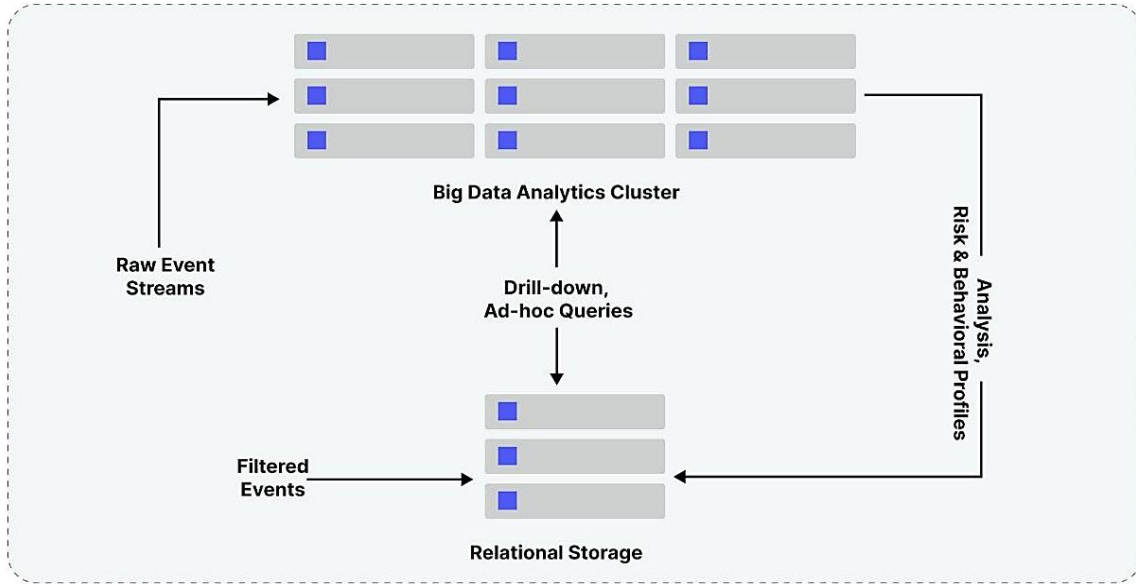 Big Data Analytics Cluster
Raw Event
Streams
Drill-down,
Ad-hoc Queries
Analysis,
Risk & Behavioral Profiles
Filtered
Events
Relational Storage